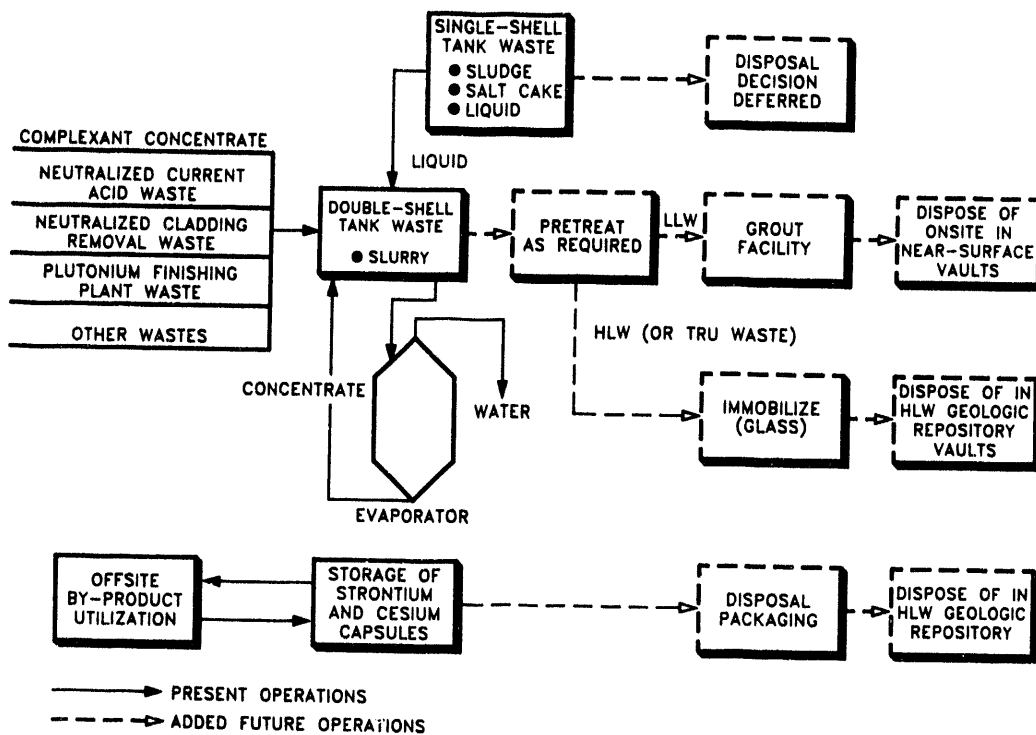 SINGLE-SHELL
TANK WASTE
● SLUDGE
● SALT CAKE
● LIQUID
DISPOSAL
DECISION
DEFERRED
COMPLEXANT CONCENTRATE
NEUTRALIZED CURRENT
ACID WASTE
NEUTRALIZED CLADDING
REMOVAL WASTE
PLUTONIUM FINISHING
PLANT WASTE
OTHER WASTES
LIQUID
DOUBLE-SHELL
TANK WASTE
● SLURRY
PRETREAT
AS REQUIRED
LLW
GROUT
FACILITY
DISPOSE OF
ONSITE IN
NEAR-SURFACE
VAULTS
HLW (OR TRU WASTE)
CONCENTRATE
WATER
EVAPORATOR
IMMOBILIZE
(GLASS)
DISPOSE OF IN
HLW GEOLOGIC
REPOSITORY
VAULTS
OFFSITE
BY-PRODUCT
UTILIZATION
STORAGE OF
STRONTIUM
AND CESIUM
CAPSULES
DISPOSAL
PACKAGING
DISPOSE OF IN
HLW GEOLOGIC
REPOSITORY
PRESENT OPERATIONS
ADDED FUTURE OPERATIONS